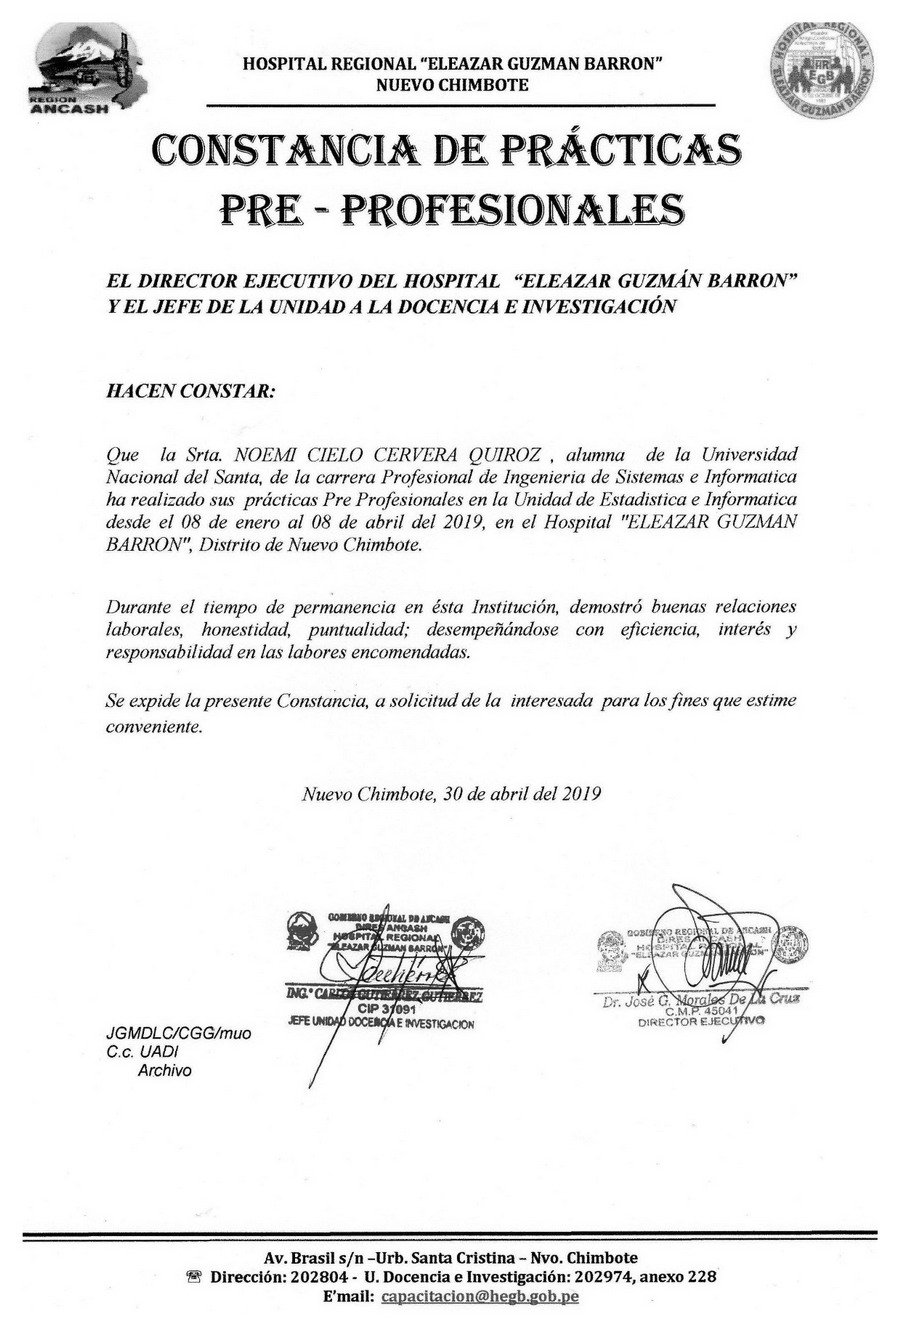 REGION
ANCASH
HOSPITAL REGIONAL
ELEAZAR GUZMAN BARRON
HR
EGB
HOSPITAL REGIONAL “ELEAZAR GUZMAN BARRON”
NUEVO CHIMBOTE
CONSTANCIA DE PRÁCTICAS
PRE - PROFESIONALES
EL DIRECTOR EJECUTIVO DEL HOSPITAL “ELEAZAR GUZMÁN BARRON”
Y EL JEFE DE LA UNIDAD A LA DOCENCIA E INVESTIGACIÓN
HACEN CONSTAR:
Que la Srta. NOEMI CIELO CERVERA QUIROZ , alumna de la Universidad
Nacional del Santa, de la carrera Profesional de Ingenieria de Sistemas e Informatica
ha realizado sus prácticas Pre Profesionales en la Unidad de Estadistica e Informatica
desde el 08 de enero al 08 de abril del 2019, en el Hospital "ELEAZAR GUZMAN
BARRON", Distrito de Nuevo Chimbote.
Durante el tiempo de permanencia en ésta Institución, demostró buenas relaciones
laborales, honestidad, puntualidad; desempeñándose con eficiencia, interés y
responsabilidad en las labores encomendadas.
Se expide la presente Constancia, a solicitud de la interesada para los fines que estime
conveniente.
Nuevo Chimbote, 30 de abril del 2019
GOBIERNO REGIONAL DE ANCASH
DIRES ANCASH
HOSPITAL REGIONAL
"ELEAZAR GUZMAN BARRON"
ING.° CARLOS GUTIERREZ GUTIERREZ
CIP 31091
JEFE UNIDAD DOCENCIA E INVESTIGACION
GOBIERNO REGIONAL DE ANCASH
DIRES ANCASH
HOSPITAL REGIONAL
"ELEAZAR GUZMAN BARRON"
Dr. José G. Morales De La Cruz
C.M.P. 45041
DIRECTOR EJECUTIVO
JGMDLC/CGG/muo
C.c. UADI
Archivo
Av. Brasil s/n –Urb. Santa Cristina – Nvo. Chimbote
☎ Dirección: 202804 - U. Docencia e Investigación: 202974, anexo 228
E’mail: capacitacion@hegb.gob.pe